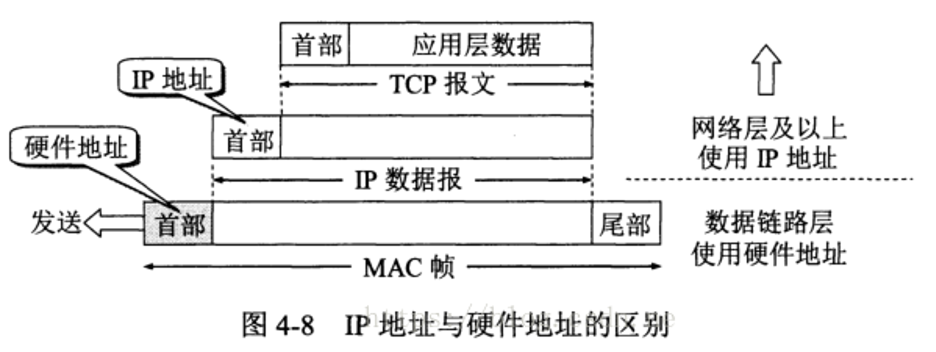 首部 应用层数据
TCP 报文
IP 地址
首部
网络层及以上
使用 IP 地址
硬件地址
IP 数据报
发送 首部 尾部
数据链路层
使用硬件地址
MAC 帧
图 4-8 IP 地址与硬件地址的区别